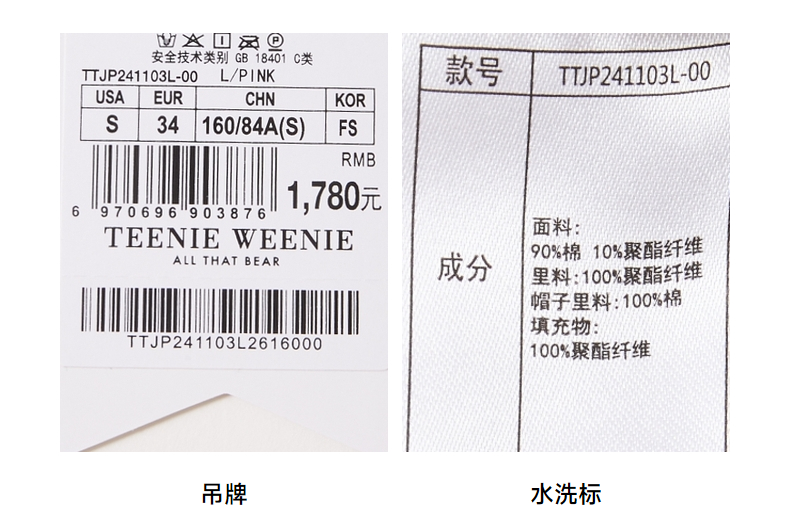 安全技术类别 GB 18401 C类
TTJP241103L-00 L/PINK
USA EUR CHN KOR
S 34 160/84A(S) FS
RMB
1,780元
6 970696 903876
TEENIE WEENIE
ALL THAT BEAR
TTJP241103L2616000
吊牌
款号 TTJP241103L-00
成分
面料:
90%棉 10%聚酯纤维
里料:100%聚酯纤维
帽子里料:100%棉
填充物:
100%聚酯纤维
水洗标